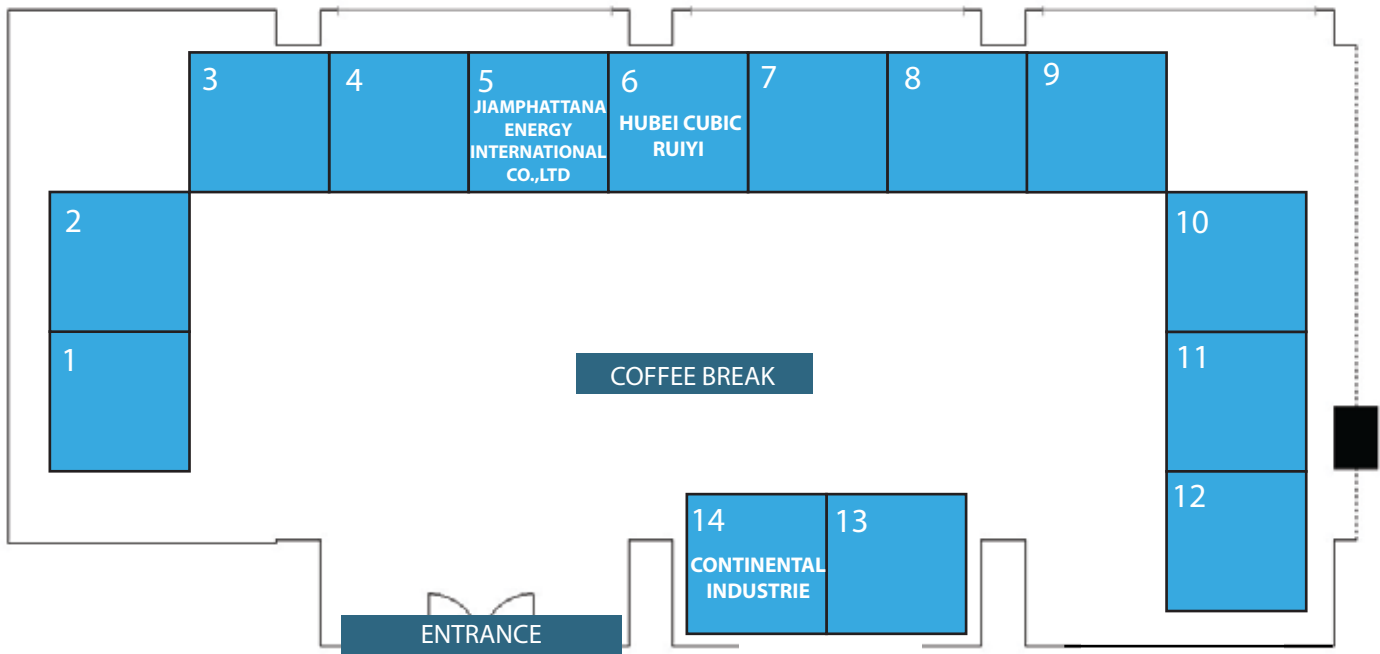 3
4
5
JIAMPHATTANA
ENERGY
INTERNATIONAL
CO.,LTD
6
HUBEI CUBIC
RUIYI
7
8
9
2
10
1
11
COFFEE BREAK
12
14
CONTINENTAL
INDUSTRIE
13
ENTRANCE